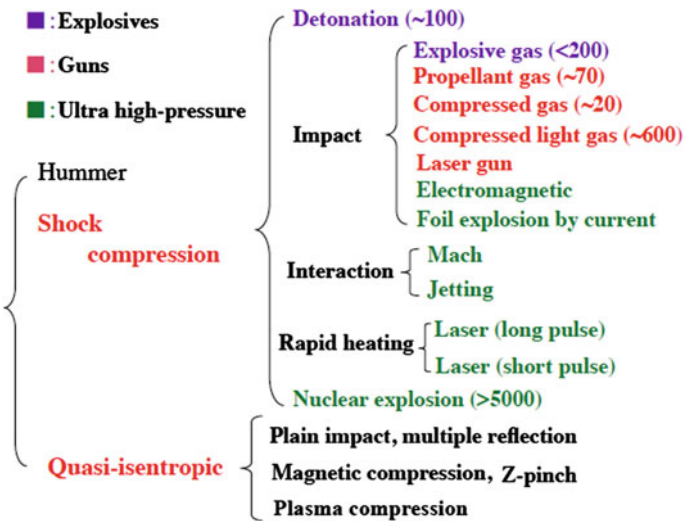 ■:Explosives
■:Guns
■:Ultra high-pressure
Hummer
Shock
compression
Detonation (~100)
Impact
Explosive gas (<200)
Propellant gas (~70)
Compressed gas (~20)
Compressed light gas (~600)
Laser gun
Electromagnetic
Foil explosion by current
Interaction
Mach
Jetting
Rapid heating
Laser (long pulse)
Laser (short pulse)
Nuclear explosion (>5000)
Quasi-isentropic
Plain impact, multiple reflection
Magnetic compression, Z-pinch
Plasma compression